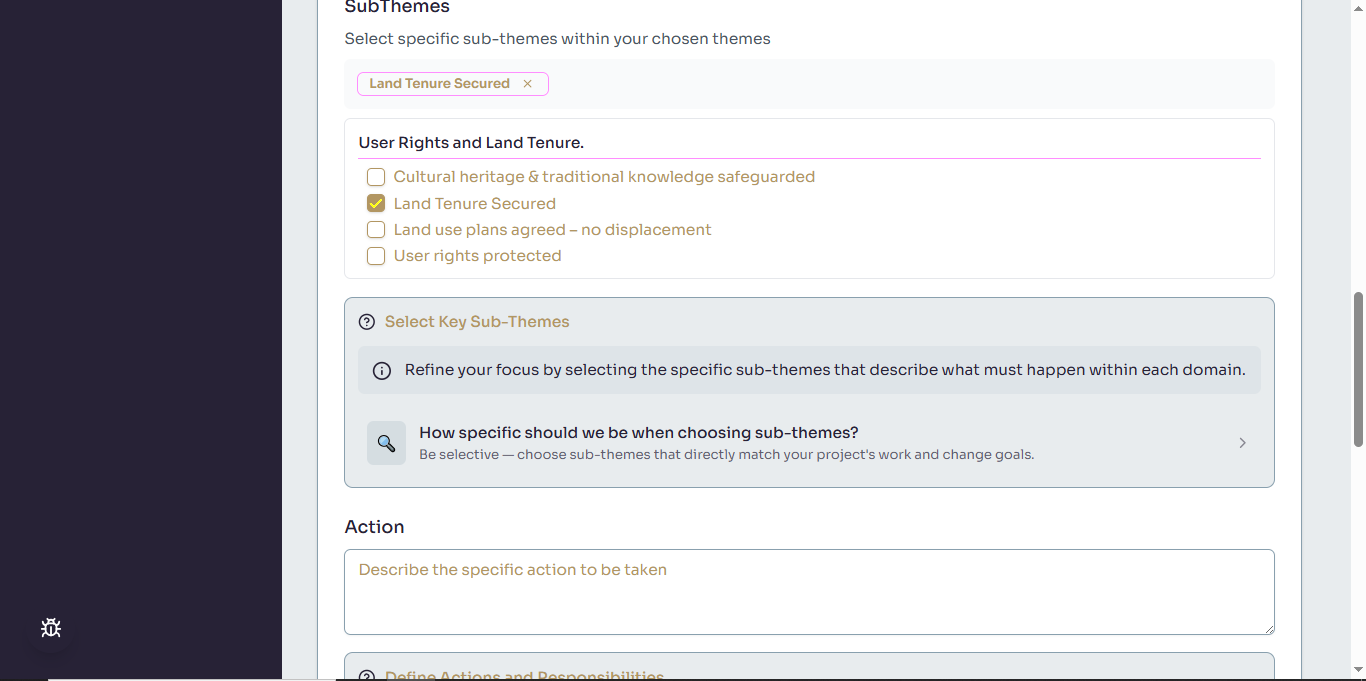 SubThemes
Select specific sub-themes within your chosen themes
Land Tenure Secured ×
User Rights and Land Tenure.
Cultural heritage & traditional knowledge safeguarded
Land Tenure Secured
Land use plans agreed – no displacement
User rights protected
Select Key Sub-Themes
Refine your focus by selecting the specific sub-themes that describe what must happen within each domain.
How specific should we be when choosing sub-themes?
Be selective — choose sub-themes that directly match your project's work and change goals.
Action
Describe the specific action to be taken
Define Actions and Responsibilities